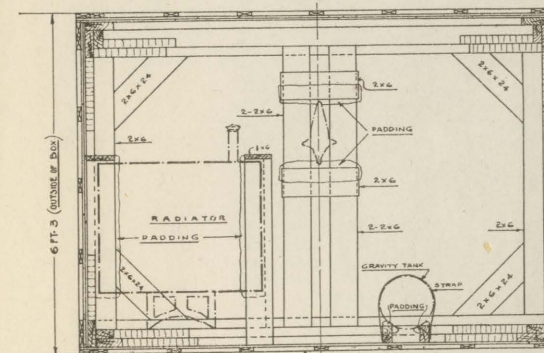 2x6x24
2x6x24
2x6
2-2x6
PADDING
2x6
2x6
6 FT-3 (OUTSIDE OF BOX)
RADIATOR
PADDING
2-2x6
2x6
GRAVITY TANK
STRAP
2x6x24
2x6x24
PADDING